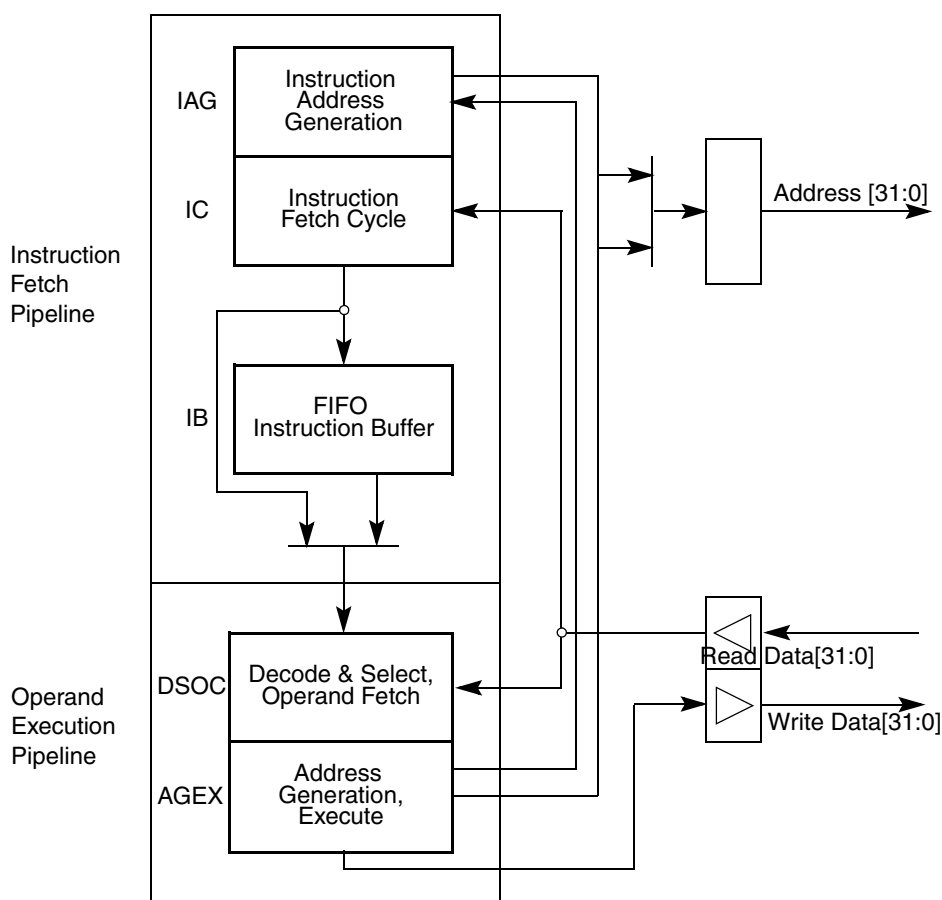 IAG
Instruction
Address
Generation
IC
Instruction
Fetch Cycle
Address [31:0]
Instruction
Fetch
Pipeline
IB
FIFO
Instruction Buffer
DSOC
Decode & Select,
Operand Fetch
Read Data[31:0]
Operand
Execution
Pipeline
Write Data[31:0]
AGEX
Address
Generation,
Execute